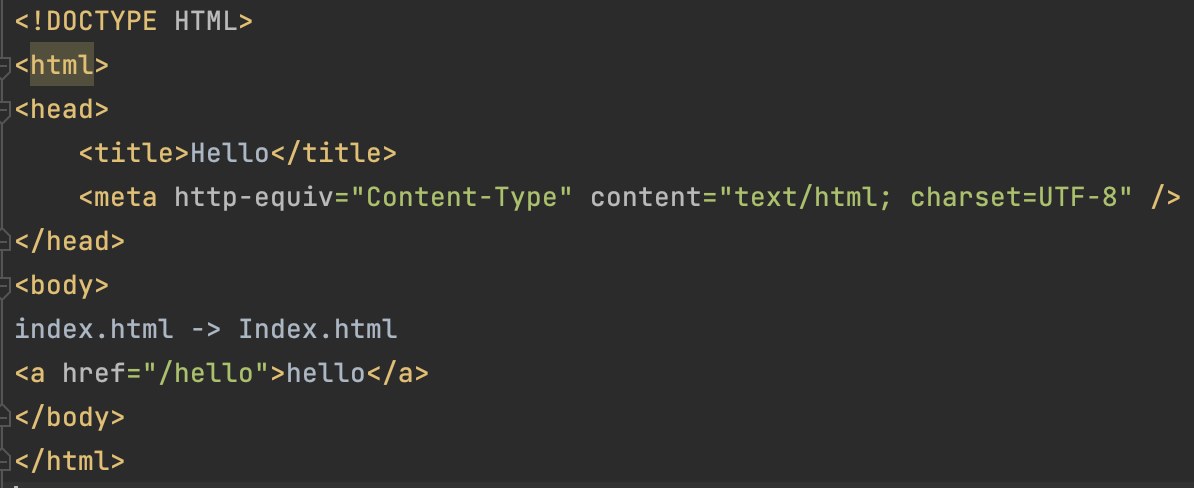 <!DOCTYPE HTML>
<html>
<head>
    <title>Hello</title>
    <meta http-equiv="Content-Type" content="text/html; charset=UTF-8" />
</head>
<body>
index.html -> Index.html
<a href="/hello">hello</a>
</body>
</html>